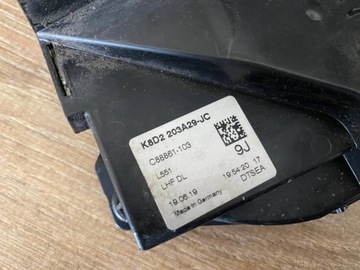 K8D2 203A29-JC
C88861-103
9J
L551
LHF DL
19.06.19 19:54:20 17
Made in Germany DTSEA